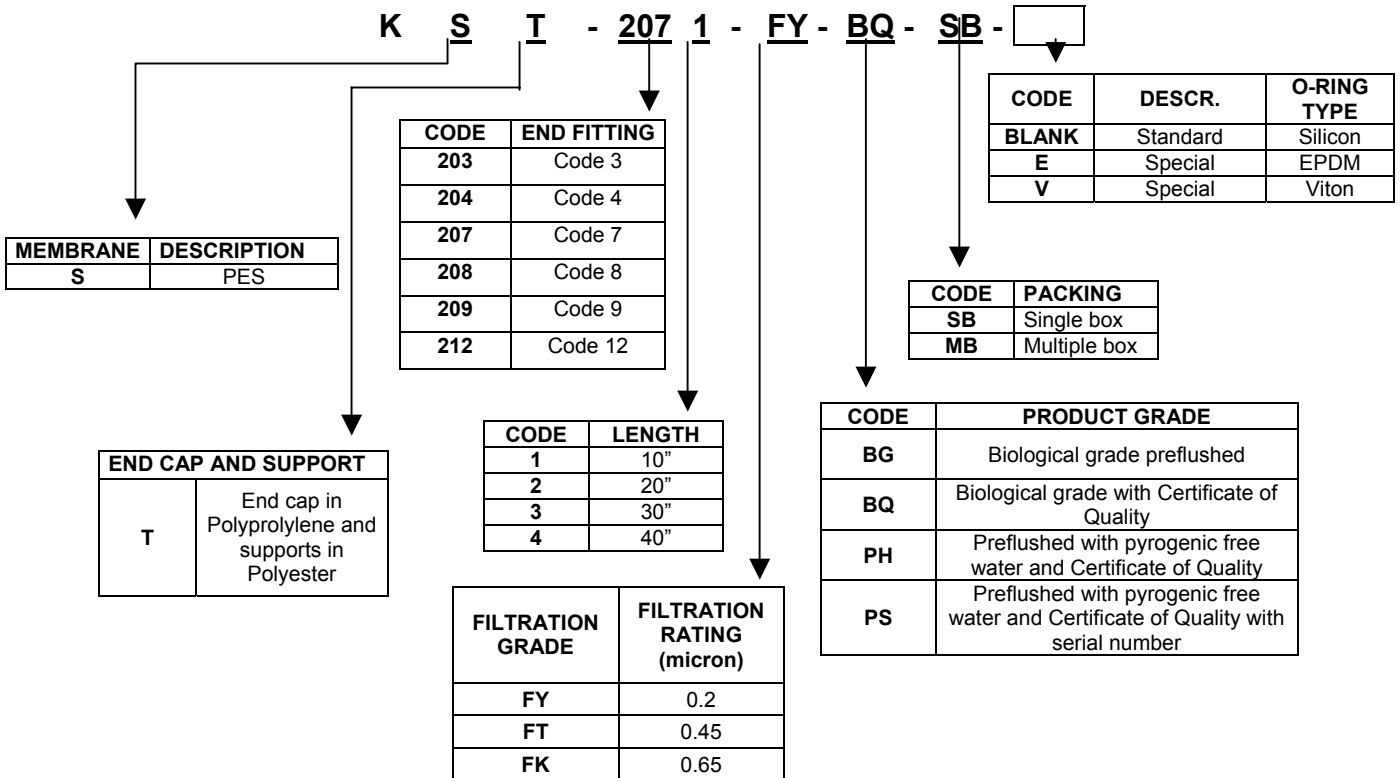 K S T - 207 1 - FY - BQ - SB -
CODE DESCR. O-RING TYPE
BLANK Standard Silicon
E Special EPDM
V Special Viton
CODE END FITTING
203 Code 3
204 Code 4
207 Code 7
208 Code 8
209 Code 9
212 Code 12
MEMBRANE DESCRIPTION
S PES
CODE PACKING
SB Single box
MB Multiple box
END CAP AND SUPPORT
T
End cap in
Polyprolylene and
supports in
Polyester
CODE LENGTH
1 10”
2 20”
3 30”
4 40”
CODE PRODUCT GRADE
BG Biological grade preflushed
BQ Biological grade with Certificate of
Quality
PH Preflushed with pyrogenic free
water and Certificate of Quality
PS Preflushed with pyrogenic free
water and Certificate of Quality with
serial number
FILTRATION GRADE FILTRATION RATING (micron)
FY 0.2
FT 0.45
FK 0.65